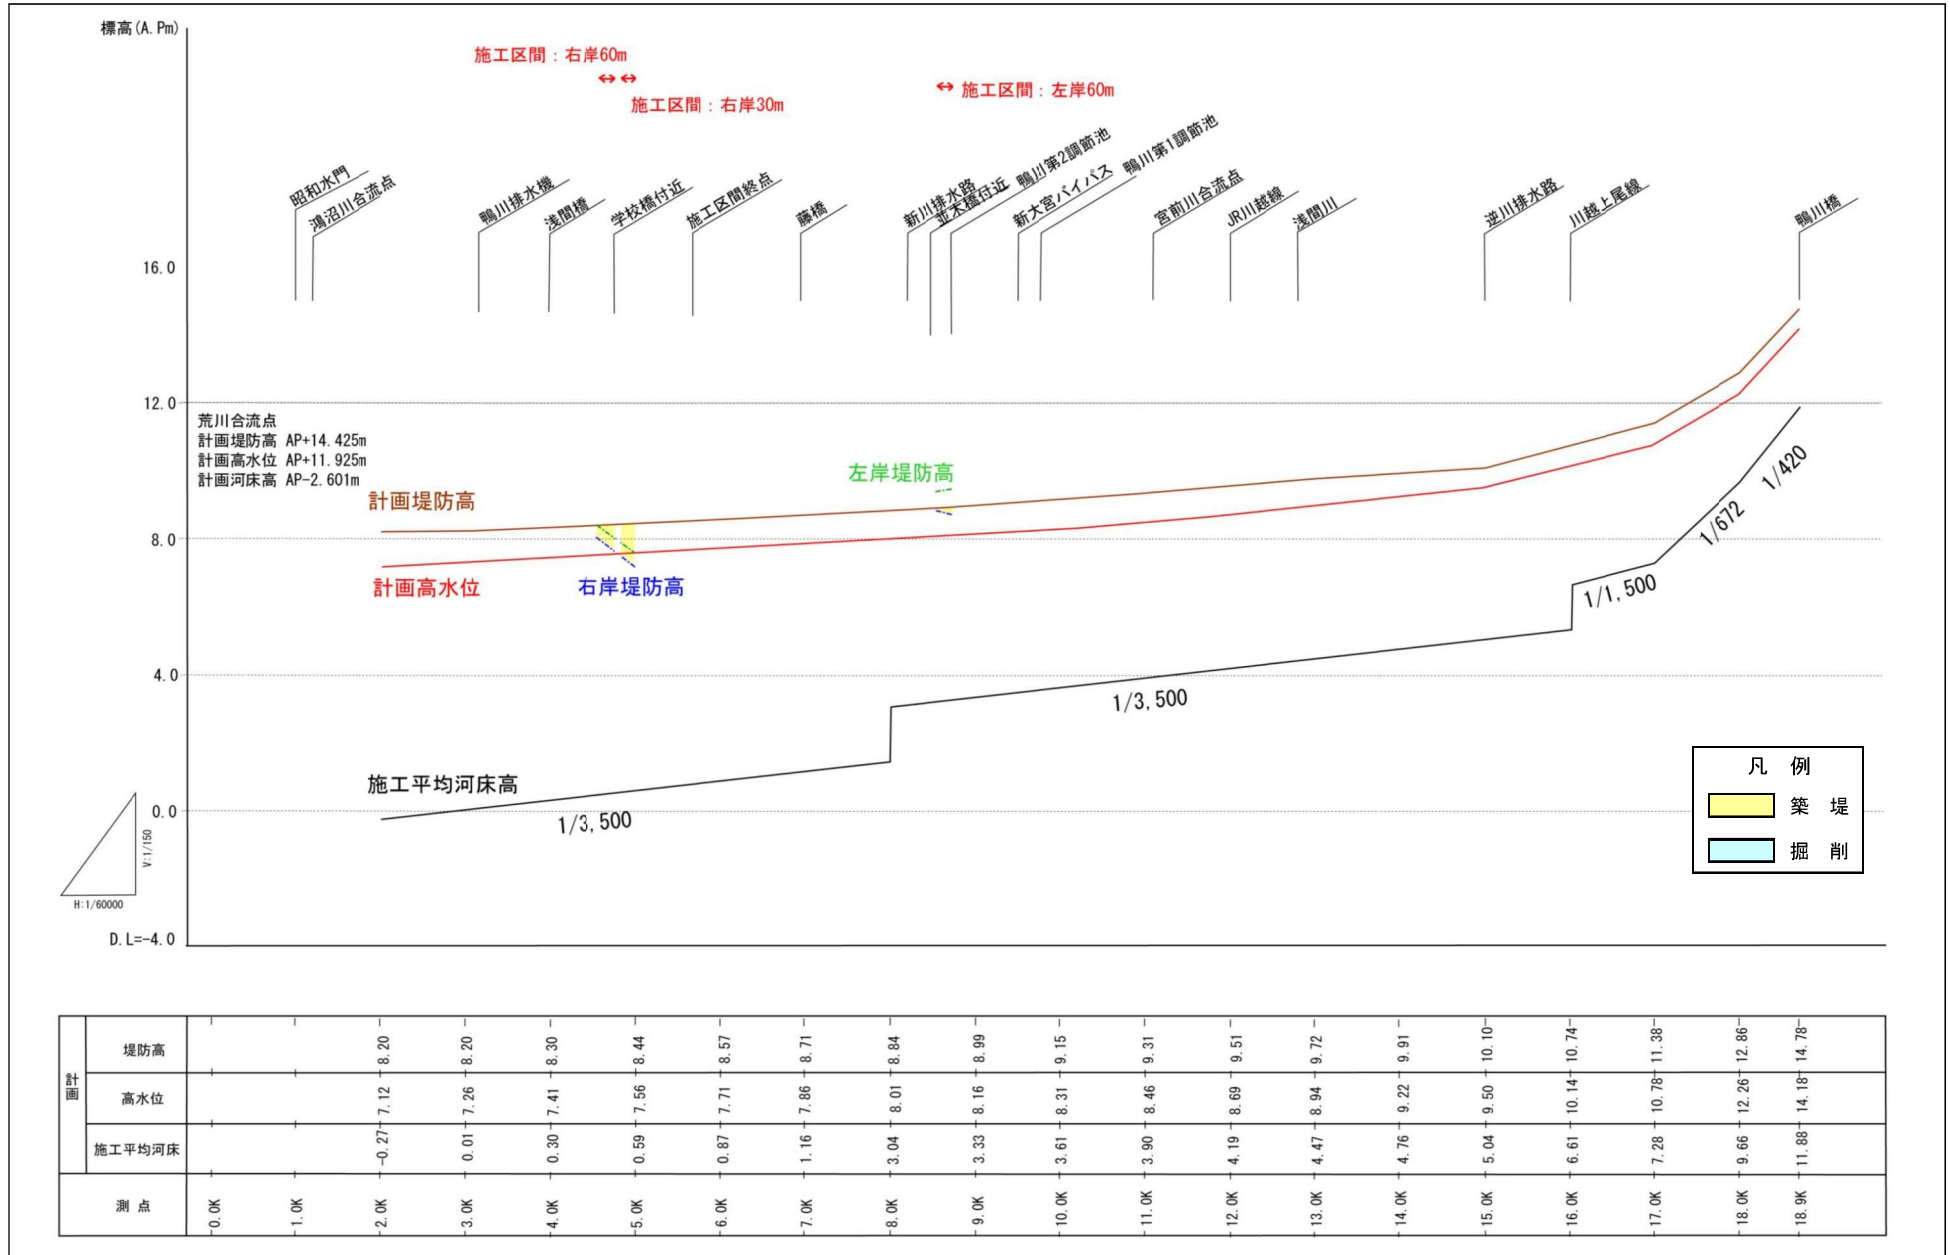 標高(A.Pm)
施工区間：右岸60m
施工区間：右岸30m
施工区間：左岸60m
昭和水門
鴻沼川合流点
鴨川排水機
浅間橋
学校橋付近
施工区間終点
藤橋
新川排水路
並木橋付近
鴨川第2調節池
新大宮バイパス
鴨川第1調節池
宮前川合流点
JR川越線
浅間川
逆川排水路
川越上尾線
鴨川橋
16.0
12.0
荒川合流点
計画堤防高 AP+14.425m
計画高水位 AP+11.925m
計画河床高 AP-2.601m
計画堤防高
左岸堤防高
8.0
計画高水位
右岸堤防高
1/420
1/672
1/1,500
4.0
1/3,500
施工平均河床高
0.0
1/3,500
V:1/150
H:1/60000
D.L=-4.0
凡 例
築 堤
掘 削
計画
堤防高 8.20 8.20 8.30 8.44 8.57 8.71 8.84 8.99 9.15 9.31 9.51 9.72 9.91 10.10 10.74 11.38 12.86 14.78
高水位 7.12 7.26 7.41 7.56 7.71 7.86 8.01 8.16 8.31 8.46 8.69 8.94 9.22 9.50 10.14 10.78 12.26 14.18
施工平均河床 -0.27 0.01 0.30 0.59 0.87 1.16 3.04 3.33 3.61 3.90 4.19 4.47 4.76 5.04 6.61 7.28 9.66 11.88
測 点 0.0K 1.0K 2.0K 3.0K 4.0K 5.0K 6.0K 7.0K 8.0K 9.0K 10.0K 11.0K 12.0K 13.0K 14.0K 15.0K 16.0K 17.0K 18.0K 18.9K